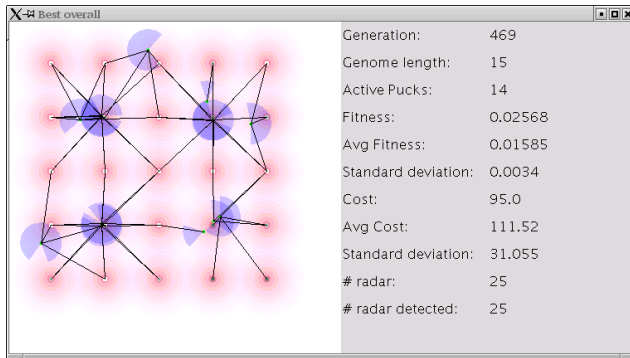 Best overall
Generation: 469
Genome length: 15
Active Pucks: 14
Fitness: 0.02568
Avg Fitness: 0.01585
Standard deviation: 0.0034
Cost: 95.0
Avg Cost: 111.52
Standard deviation: 31.055
# radar: 25
# radar detected: 25